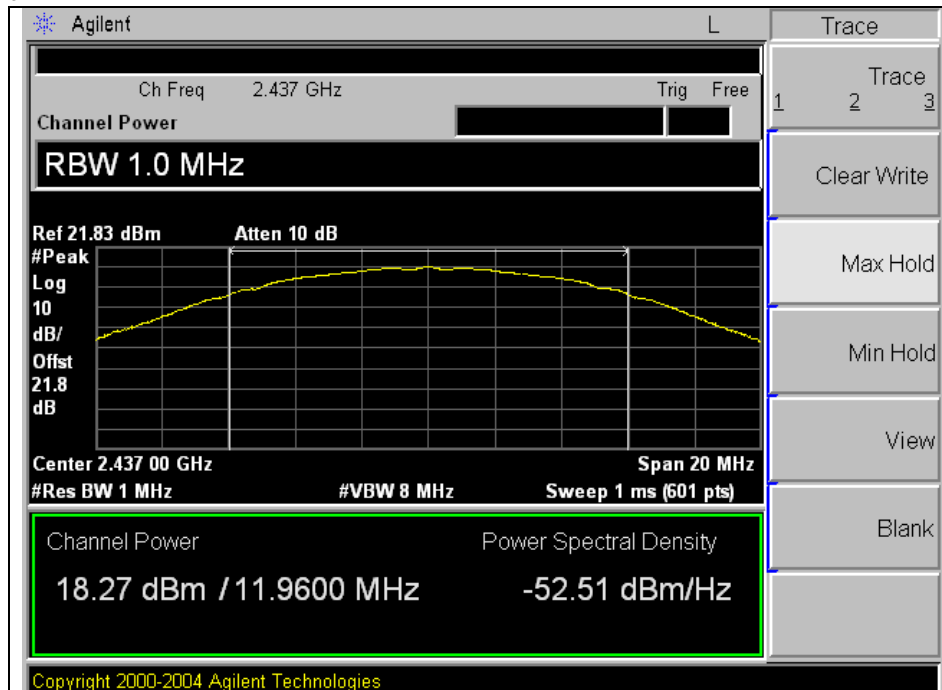 Agilent L Trace
Ch Freq 2.437 GHz Trig Free
Channel Power
RBW 1.0 MHz
Ref 21.83 dBm Atten 10 dB
#Peak
Log
10
dB/
Offst
21.8
dB
Center 2.437 00 GHz Span 20 MHz
#Res BW 1 MHz #VBW 8 MHz Sweep 1 ms (601 pts)
Channel Power Power Spectral Density
18.27 dBm / 11.9600 MHz -52.51 dBm/Hz
Copyright 2000-2004 Agilent Technologies
Trace
1 2 3
Clear Write
Max Hold
Min Hold
View
Blank